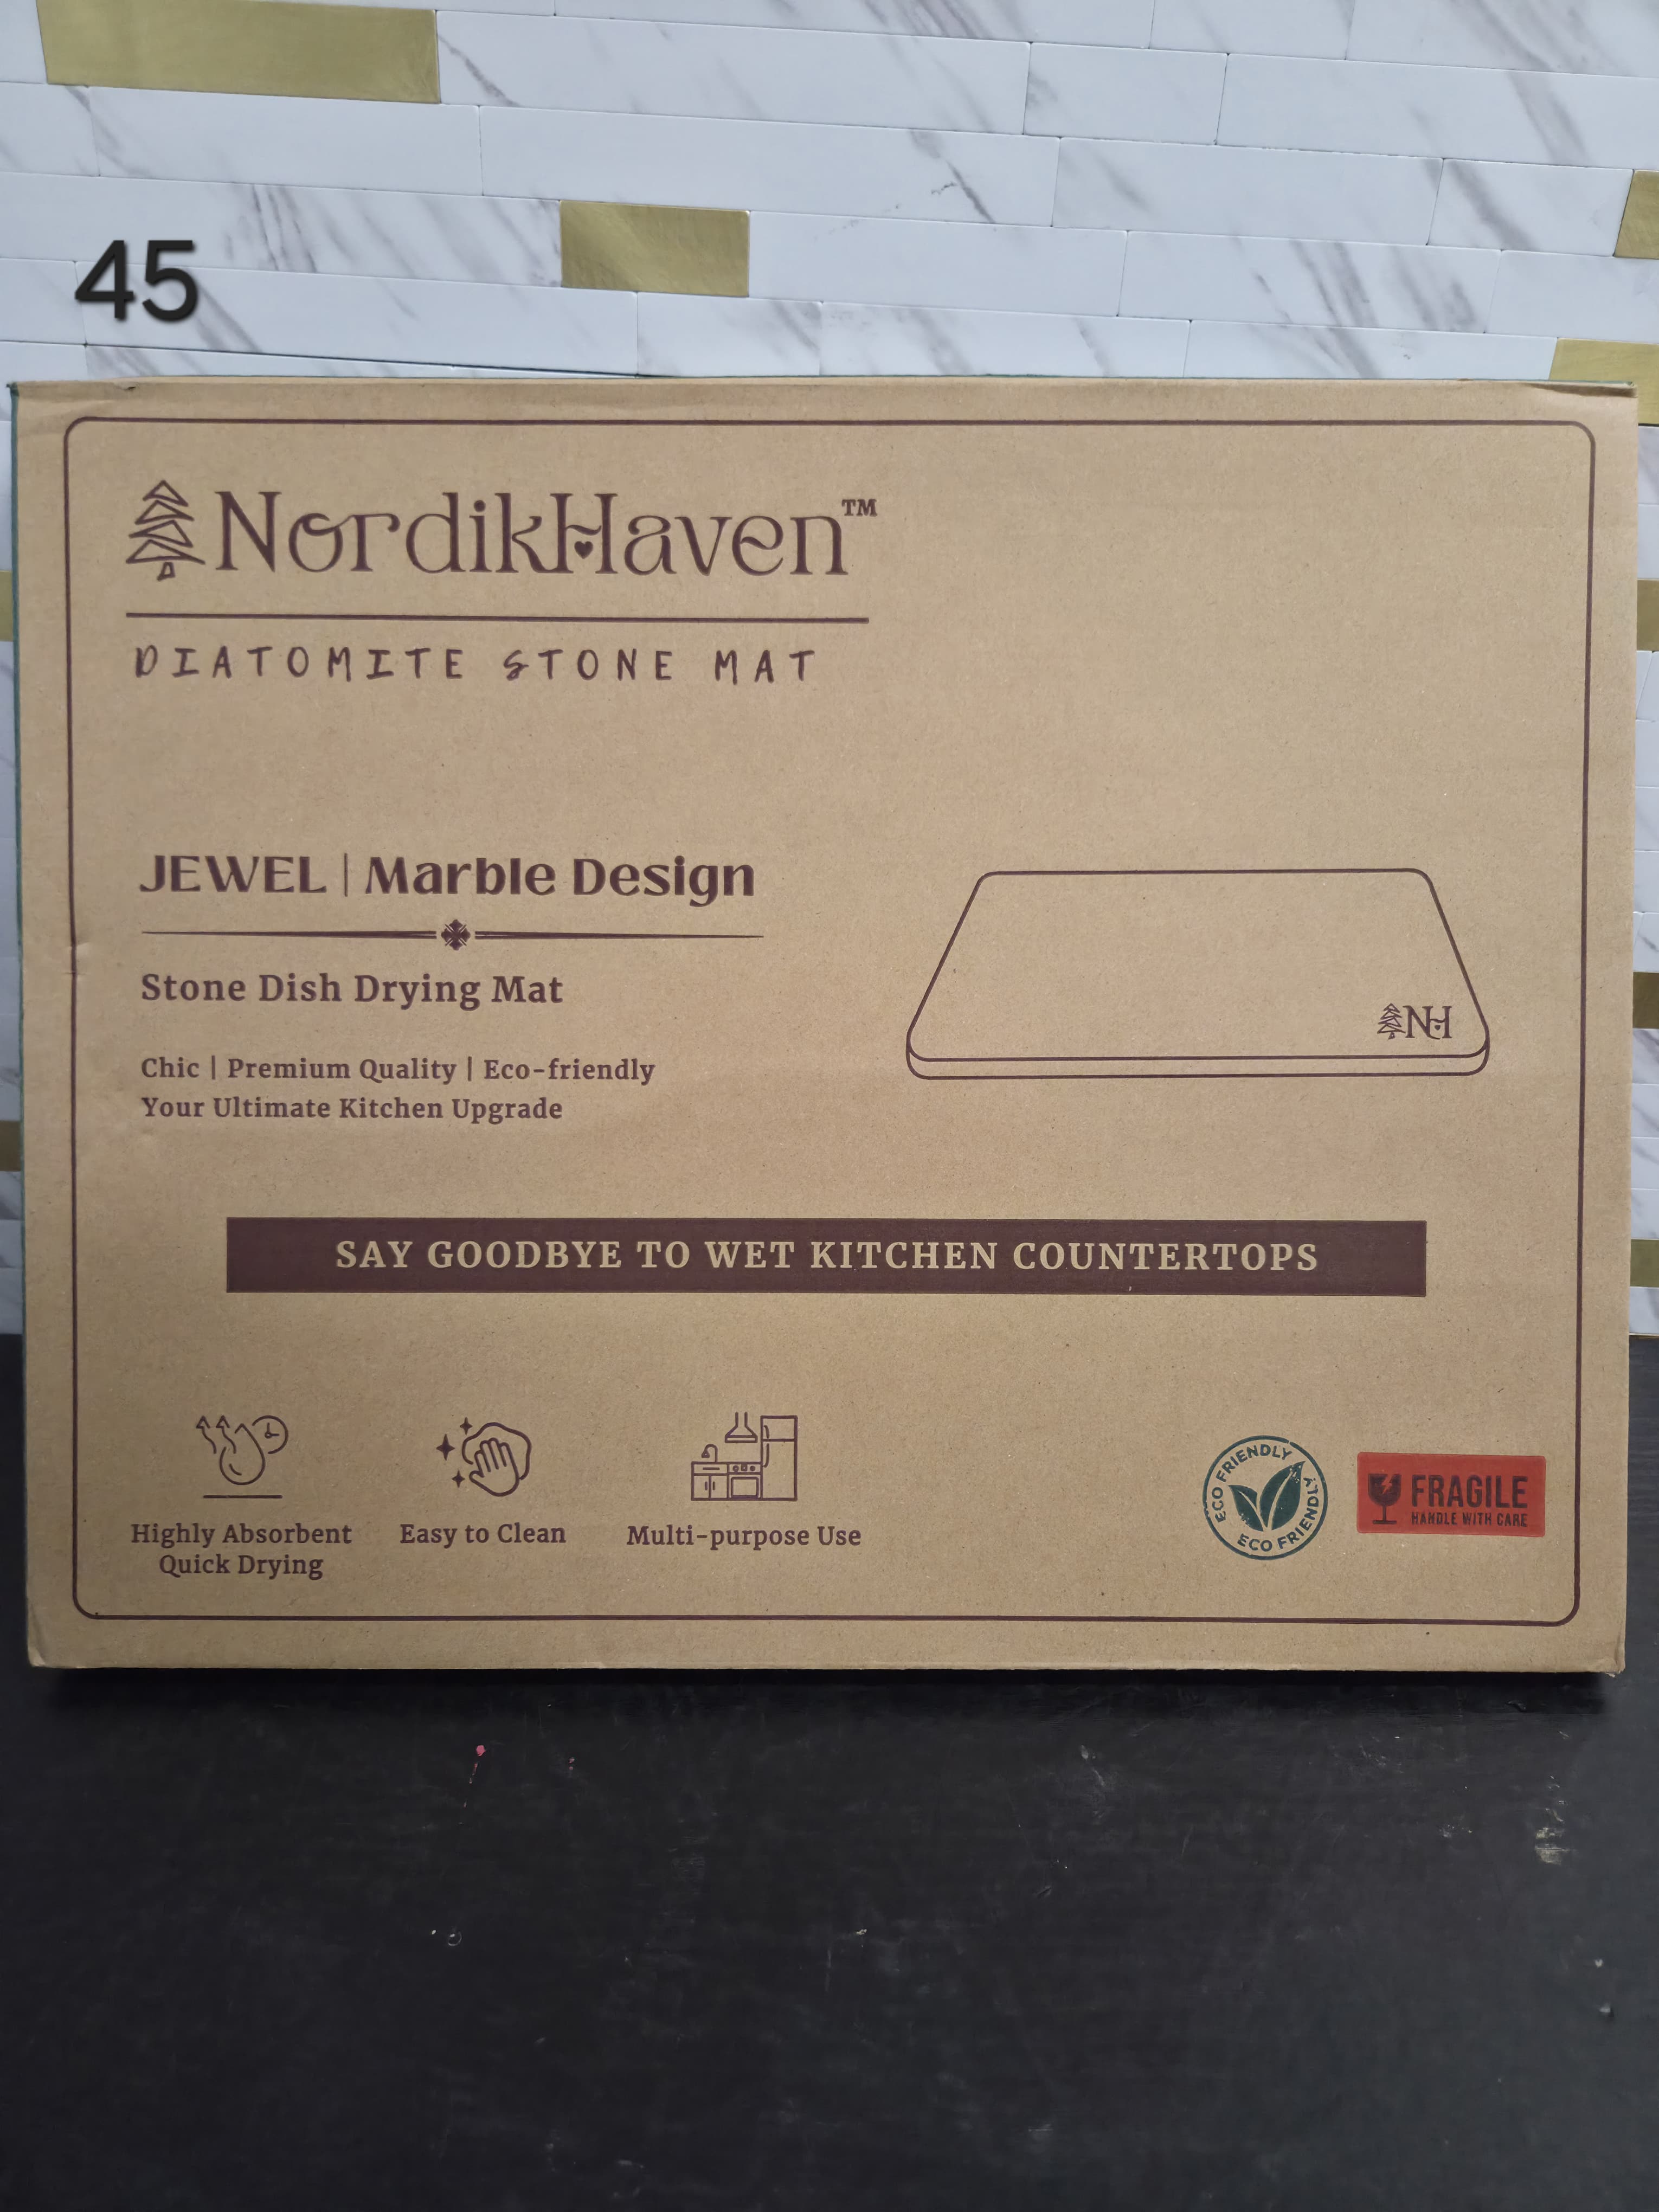 45
NordikHaven™
DIATOMITE STONE MAT
JEWEL | Marble Design
Stone Dish Drying Mat
Chic | Premium Quality | Eco-friendly
Your Ultimate Kitchen Upgrade
NH
SAY GOODBYE TO WET KITCHEN COUNTERTOPS
Highly Absorbent
Quick Drying
Easy to Clean
Multi-purpose Use
ECO FRIENDLY
ECO FRIENDLY
FRAGILE
HANDLE WITH CARE